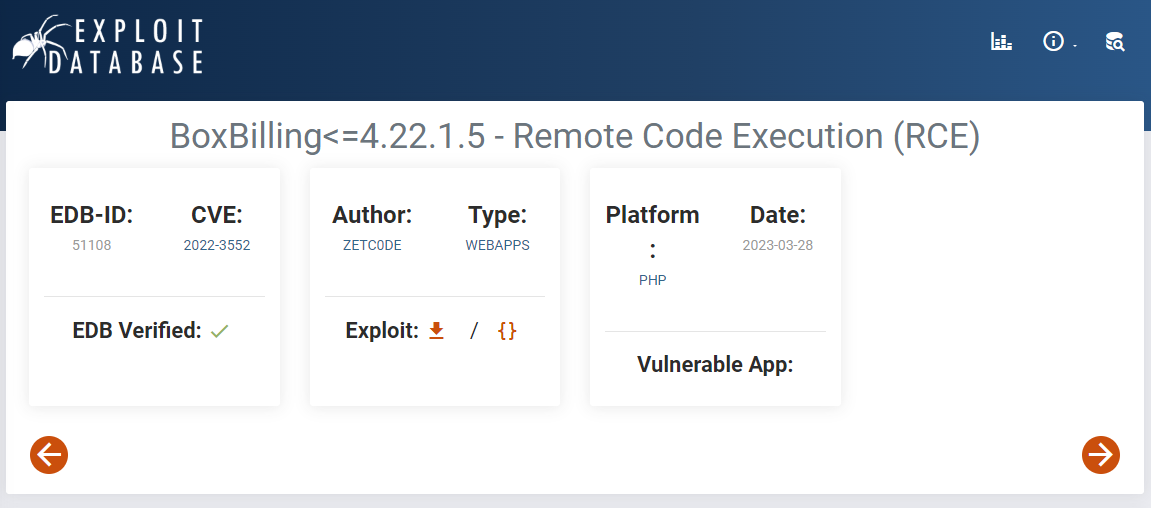 EXPLOIT
DATABASE
BoxBilling<=4.22.1.5 - Remote Code Execution (RCE)
EDB-ID:
51108
CVE:
2022-3552
EDB Verified:
Author:
ZETC0DE
Type:
WEBAPPS
Exploit: / {}
Platform
:
PHP
Date:
2023-03-28
Vulnerable App: